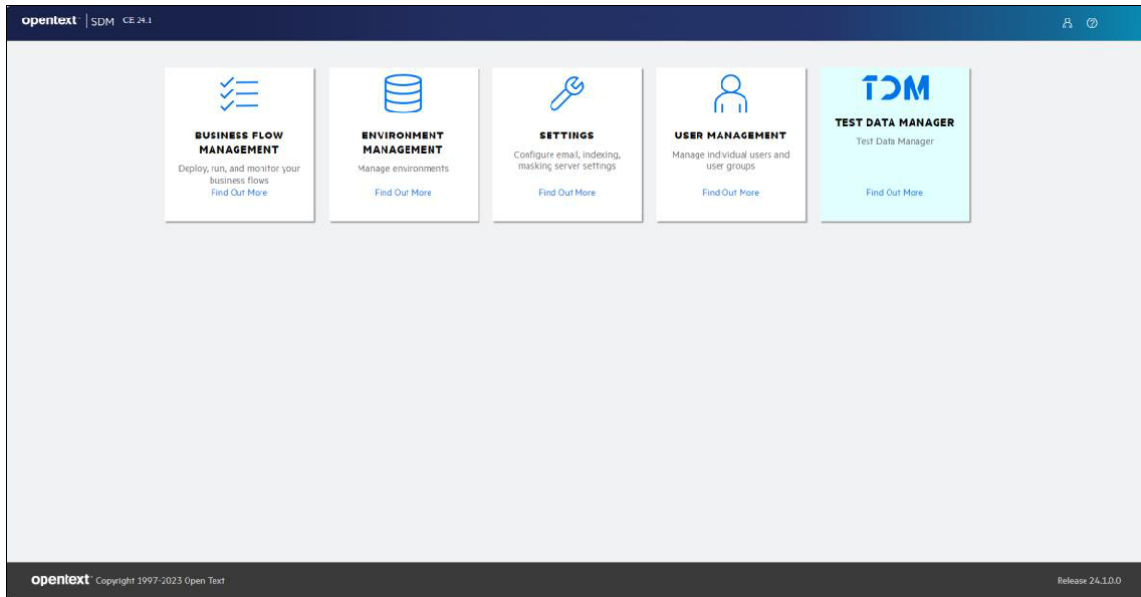 opentext™ | SDM CE 24.1
BUSINESS FLOW
MANAGEMENT
Deploy, run, and monitor your
business flows
Find Out More
ENVIRONMENT
MANAGEMENT
Manage environments
Find Out More
SETTINGS
Configure email, indexing,
masking server settings
Find Out More
USER MANAGEMENT
Manage individual users and
user groups
Find Out More
TDM
TEST DATA MANAGER
Test Data Manager
Find Out More
opentext™ Copyright 1997-2023 Open Text
Release 24.1.0.0